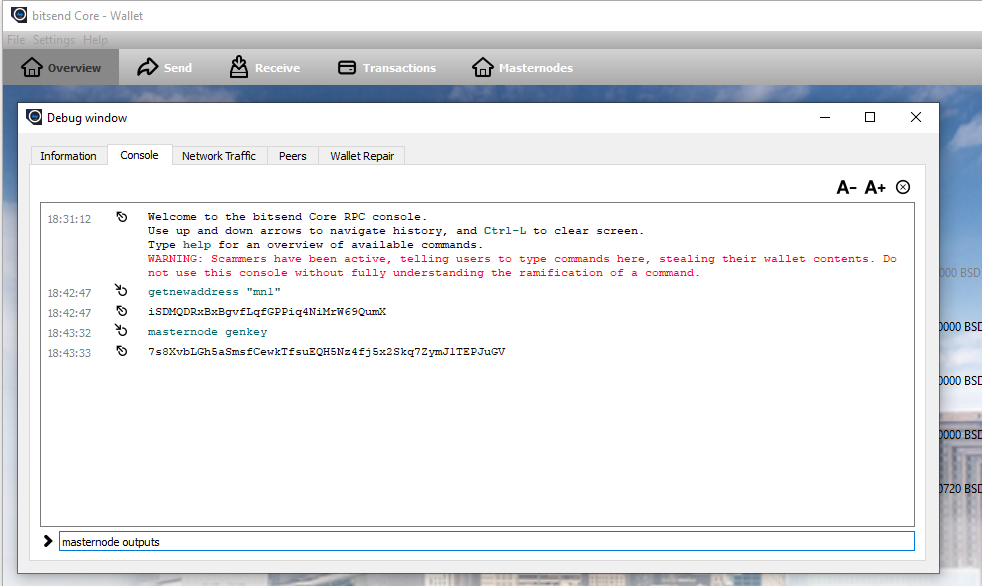 bitsend Core - Wallet
File Settings Help
Overview Send Receive Transactions Masternodes
Debug window
Information Console Network Traffic Peers Wallet Repair
A- A+
18:31:12 Welcome to the bitsend Core RPC console.
Use up and down arrows to navigate history, and Ctrl-L to clear screen.
Type help for an overview of available commands.
WARNING: Scammers have been active, telling users to type commands here, stealing their wallet contents. Do
not use this console without fully understanding the ramification of a command.
18:42:47 getnewaddress "mn1"
18:42:47 iSDMQDRxBxBgvfLqfGPPiq4NiMrW69QumX
18:43:32 masternode genkey
18:43:33 7s8XvbLGh5aSmsfCewkTfsuEQH5Nz4fj5x2Skq7ZymJ1TEPJuGV
000 BSD
0000 BSD
0000 BSD
0000 BSD
0720 BSD
masternode outputs